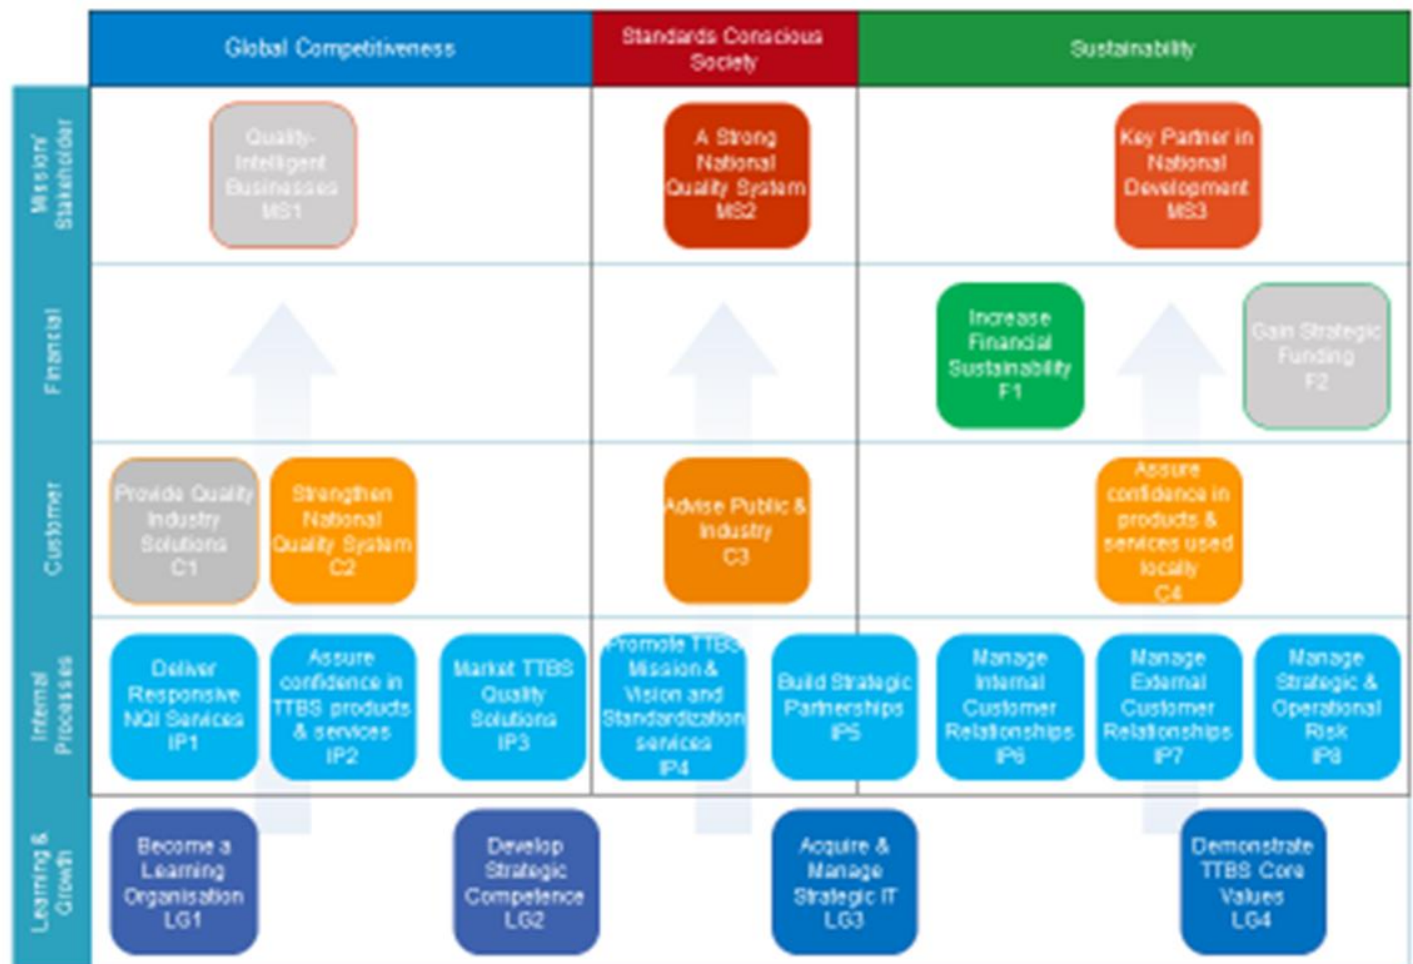 Global Competitiveness
Standards Conscious
Society
Sustainability
Mission/
Stakeholder
Quality-
Intelligent
Businesses
MS1
A Strong
National
Quality System
MS2
Key Partner in
National
Development
MS3
Financial
Increase
Financial
Sustainability
F1
Gain Strategic
Funding
F2
Customer
Provide Quality
Industry
Solutions
C1
Strengthen
National
Quality System
C2
Advise Public &
Industry
C3
Assure
confidence in
products &
services used
locally
C4
Internal
Processes
Deliver
Responsive
NQI Services
IP1
Assure
confidence in
TTBS products
& services
IP2
Market TTBS
Quality
Solutions
IP3
Promote TTBS
Mission &
Vision and
Standardization
services
IP4
Build Strategic
Partnerships
IP5
Manage
Internal
Customer
Relationships
IP6
Manage
External
Customer
Relationships
IP7
Manage
Strategic &
Operational
Risk
IP8
Learning &
Growth
Become a
Learning
Organisation
LG1
Develop
Strategic
Competence
LG2
Acquire &
Manage
Strategic IT
LG3
Demonstrate
TTBS Core
Values
LG4